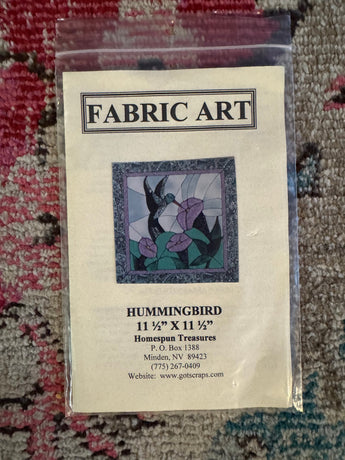 FABRIC ART
HUMMINGBIRD
11 ½” X 11 ½”
Homespun Treasures
P. O. Box 1388
Minden, NV 89423
(775) 267-0409
Website: www.gotscraps.com